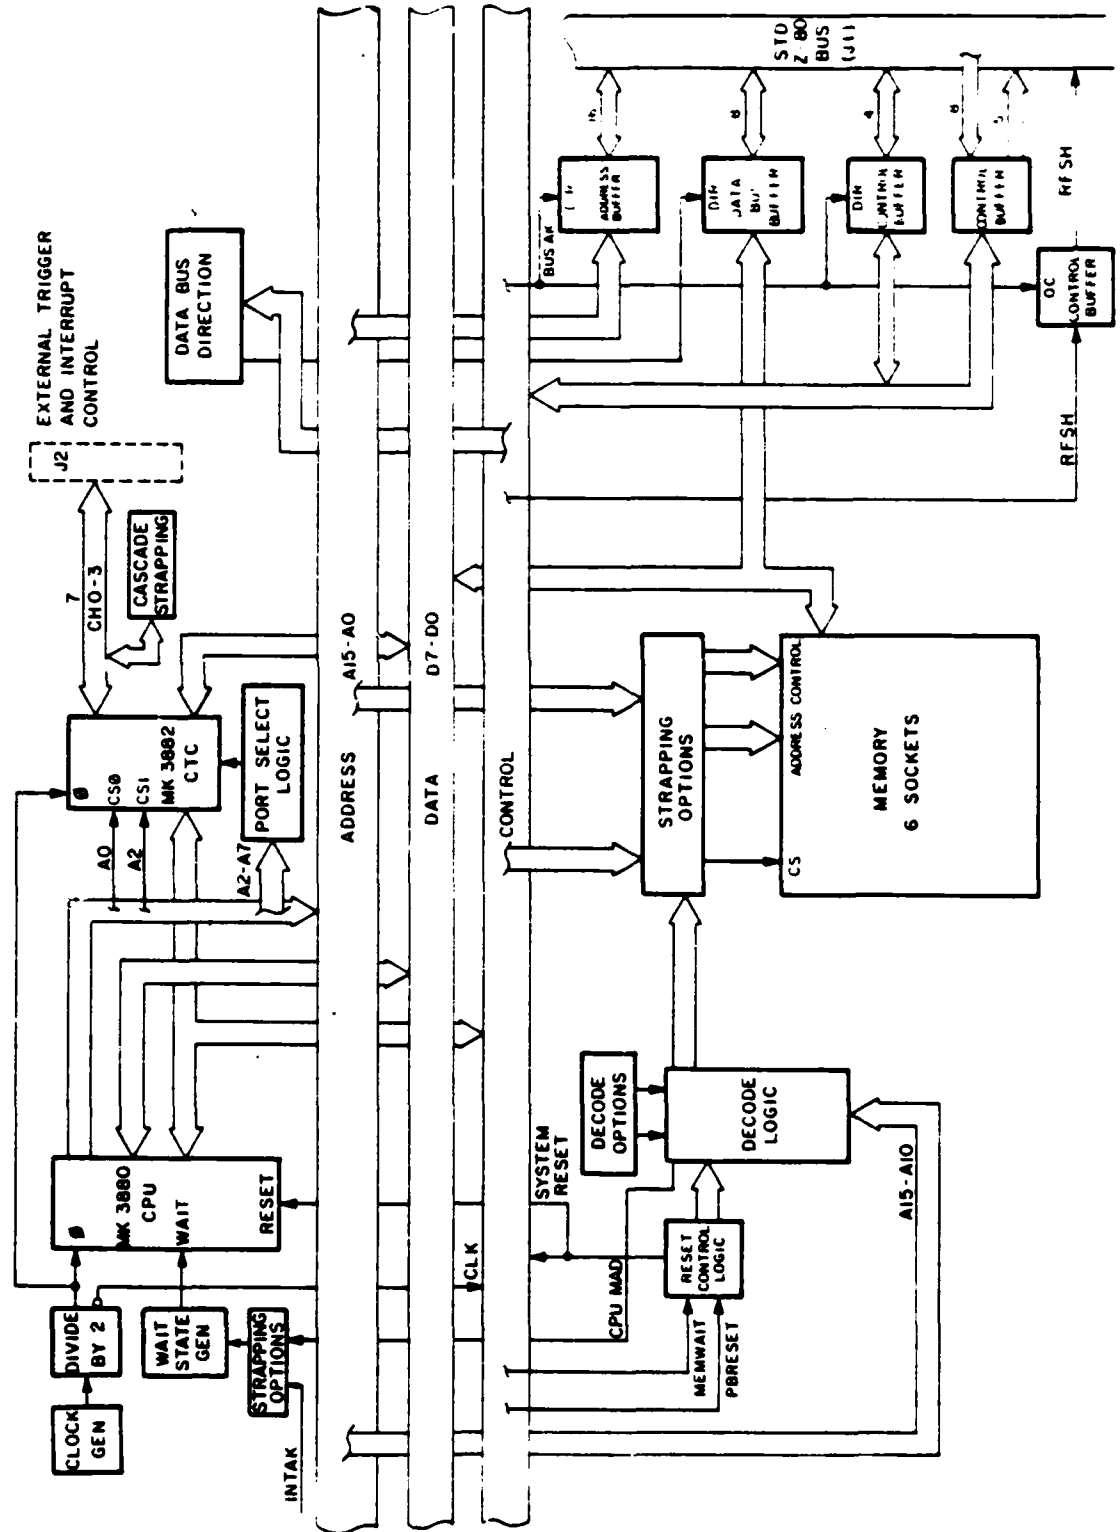 CLOCK
GEN
DIVIDE
BY 2
WAIT
STATE
GEN
STRAPPING
OPTIONS
INTAK
Ø
MK 3880
CPU
WAIT
RESET
A0
A2
Ø
CS0
CS1
MK 3882
CTC
A2-A7
PORT SELECT
LOGIC
7
CH0-3
CASCADE
STRAPPING
J2
EXTERNAL TRIGGER
AND INTERRUPT
CONTROL
DATA BUS
DIRECTION
ADDRESS
A15-A0
DATA
D7-D0
CONTROL
CLK
SYSTEM
RESET
CPU MAD
MEMWAIT
PBRESET
RESET
CONTROL
LOGIC
DECODE
OPTIONS
DECODE
LOGIC
A15-A10
STRAPPING
OPTIONS
CS
ADDRESS
CONTROL
MEMORY
6 SOCKETS
BUS AK
ADDRESS
BUFFER
16
DIR
DATA
BUFFER
8
DIR
CONTROL
BUFFER
4
CONTROL
BUFFER
8
OC
CONTROL
BUFFER
RFSH
RFSH
STD
Z-80
BUS
(J1)